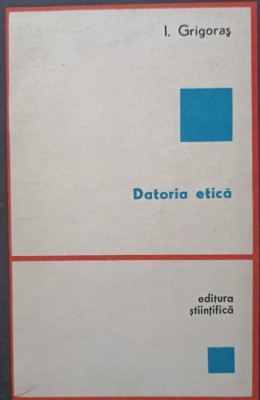 I. Grigoraș
Datoria etică
editura
științifică